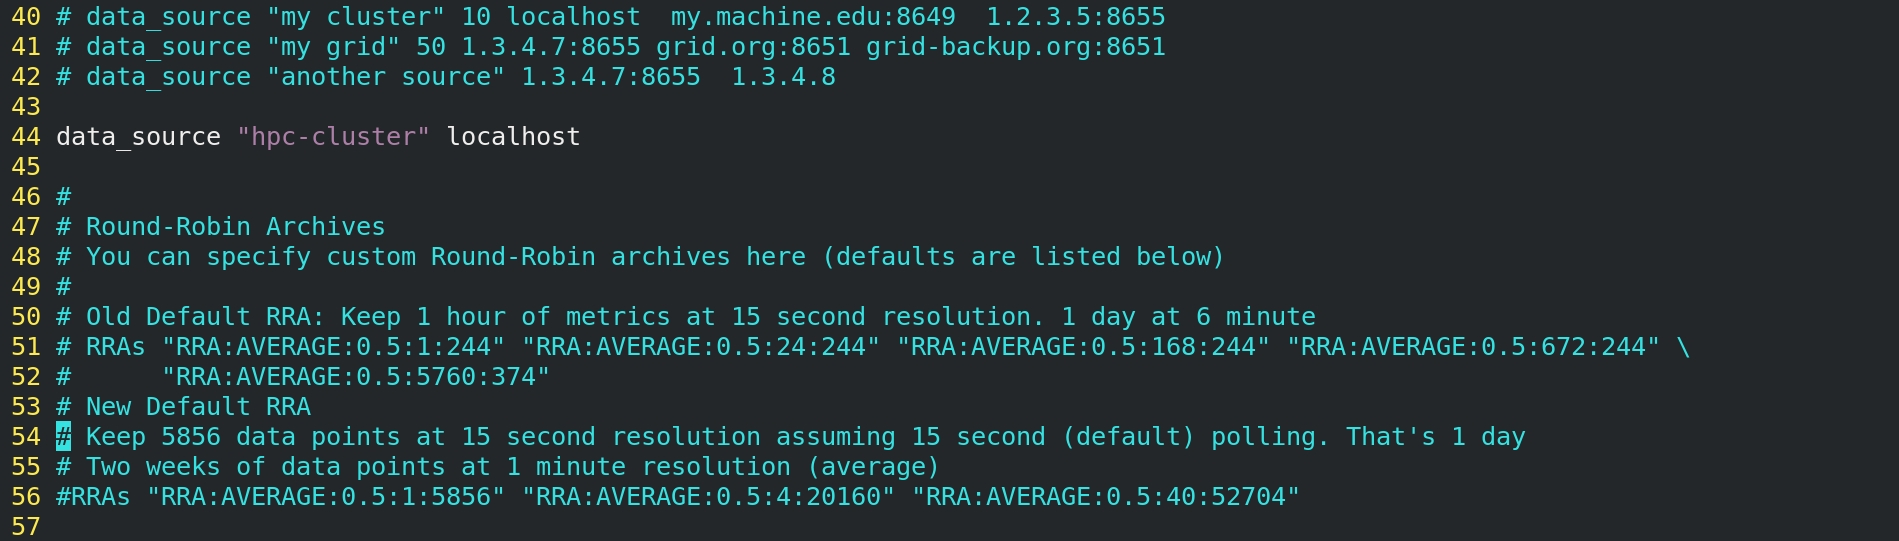 40 # data_source "my cluster" 10 localhost  my.machine.edu:8649  1.2.3.5:8655
41 # data_source "my grid" 50 1.3.4.7:8655 grid.org:8651 grid-backup.org:8651
42 # data_source "another source" 1.3.4.7:8655  1.3.4.8
43
44 data_source "hpc-cluster" localhost
45
46 #
47 # Round-Robin Archives
48 # You can specify custom Round-Robin archives here (defaults are listed below)
49 #
50 # Old Default RRA: Keep 1 hour of metrics at 15 second resolution. 1 day at 6 minute
51 # RRAs "RRA:AVERAGE:0.5:1:244" "RRA:AVERAGE:0.5:24:244" "RRA:AVERAGE:0.5:168:244" "RRA:AVERAGE:0.5:672:244" \
52 #      "RRA:AVERAGE:0.5:5760:374"
53 # New Default RRA
54 # Keep 5856 data points at 15 second resolution assuming 15 second (default) polling. That's 1 day
55 # Two weeks of data points at 1 minute resolution (average)
56 #RRAs "RRA:AVERAGE:0.5:1:5856" "RRA:AVERAGE:0.5:4:20160" "RRA:AVERAGE:0.5:40:52704"
57